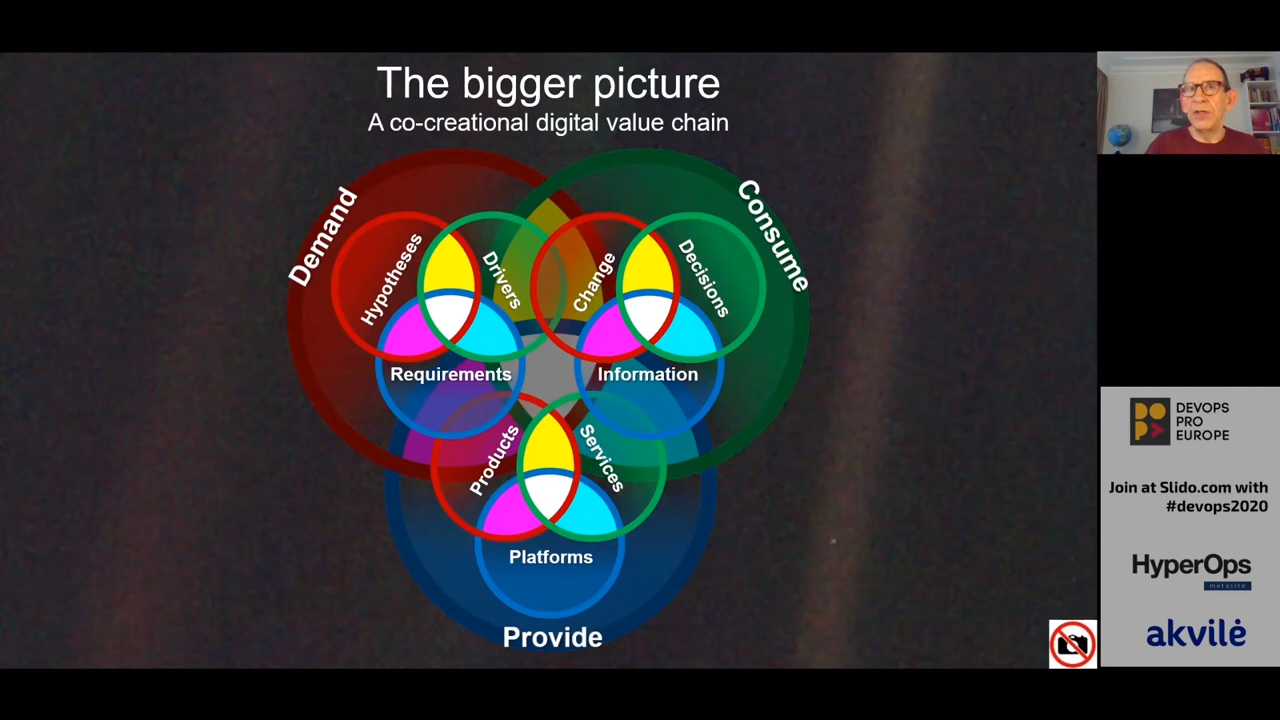 The bigger picture
A co-creational digital value chain
Demand
Consume
Hypotheses
Drivers
Change
Decisions
Requirements
Information
Products
Services
Platforms
Provide
DEVOPS
PRO
EUROPE
Join at Slido.com with
#devops2020
HyperOps
metasite
akvilė